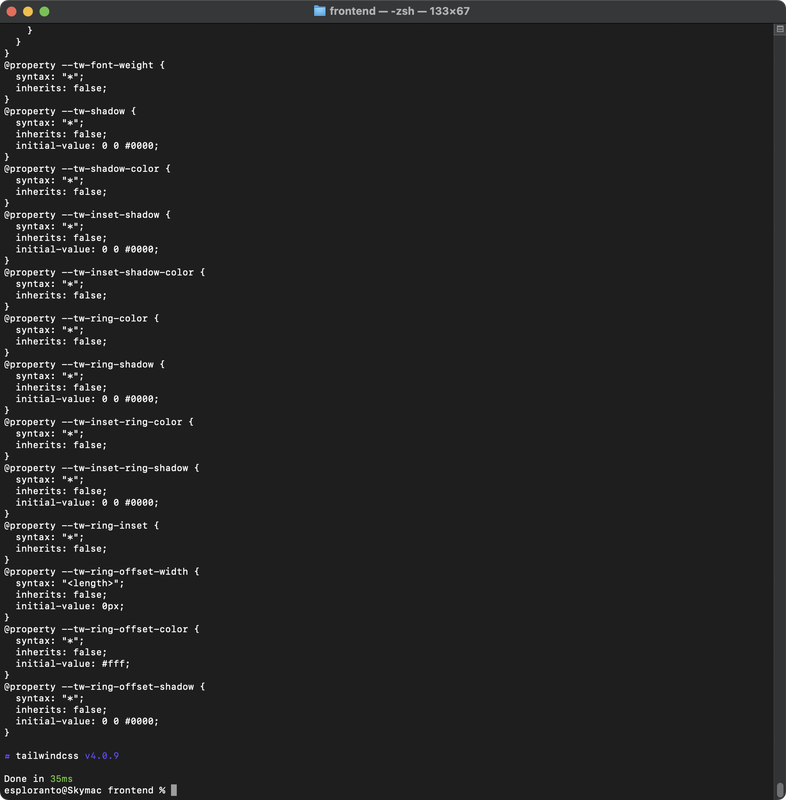 frontend — -zsh — 133×67
    }
  }
}
@property --tw-font-weight {
  syntax: "*";
  inherits: false;
}
@property --tw-shadow {
  syntax: "*";
  inherits: false;
  initial-value: 0 0 #0000;
}
@property --tw-shadow-color {
  syntax: "*";
  inherits: false;
}
@property --tw-inset-shadow {
  syntax: "*";
  inherits: false;
  initial-value: 0 0 #0000;
}
@property --tw-inset-shadow-color {
  syntax: "*";
  inherits: false;
}
@property --tw-ring-color {
  syntax: "*";
  inherits: false;
}
@property --tw-ring-shadow {
  syntax: "*";
  inherits: false;
  initial-value: 0 0 #0000;
}
@property --tw-inset-ring-color {
  syntax: "*";
  inherits: false;
}
@property --tw-inset-ring-shadow {
  syntax: "*";
  inherits: false;
  initial-value: 0 0 #0000;
}
@property --tw-ring-inset {
  syntax: "*";
  inherits: false;
}
@property --tw-ring-offset-width {
  syntax: "<length>";
  inherits: false;
  initial-value: 0px;
}
@property --tw-ring-offset-color {
  syntax: "*";
  inherits: false;
  initial-value: #fff;
}
@property --tw-ring-offset-shadow {
  syntax: "*";
  inherits: false;
  initial-value: 0 0 #0000;
}
≈ tailwindcss v4.0.9
Done in 35ms
esploranto@Skymac frontend %